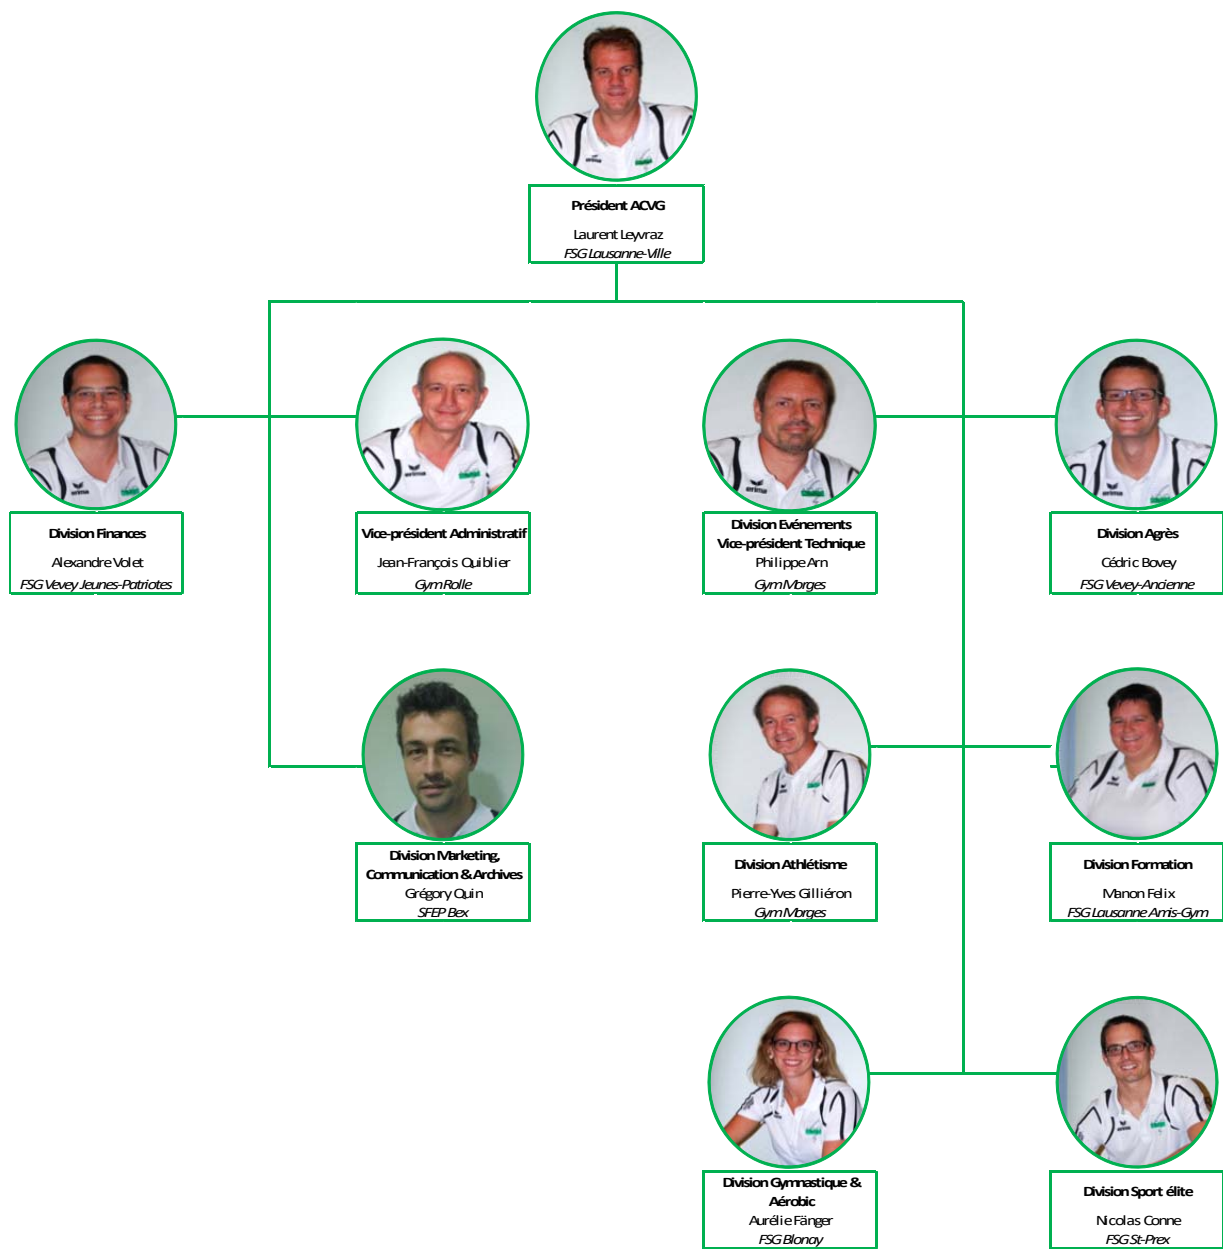 Président ACVG
Laurent Leyvraz
FSG Lausanne-Ville
Division Finances
Alexandre Volet
FSG Vevey Jeunes-Patriotes
Vice-président Administratif
Jean-François Quiblier
Gym Rolle
Division Evénements
Vice-président Technique
Philippe Arn
Gym Morges
Division Agrès
Cédric Bovey
FSG Vevey-Ancienne
Division Marketing,
Communication & Archives
Grégory Quin
SFEP Bex
Division Athlétisme
Pierre-Yves Gilliéron
Gym Morges
Division Formation
Manon Felix
FSG Lausanne Amis-Gym
Division Gymnastique &
Aérobic
Aurélie Fänger
FSG Blonay
Division Sport élite
Nicolas Conne
FSG St-Prex